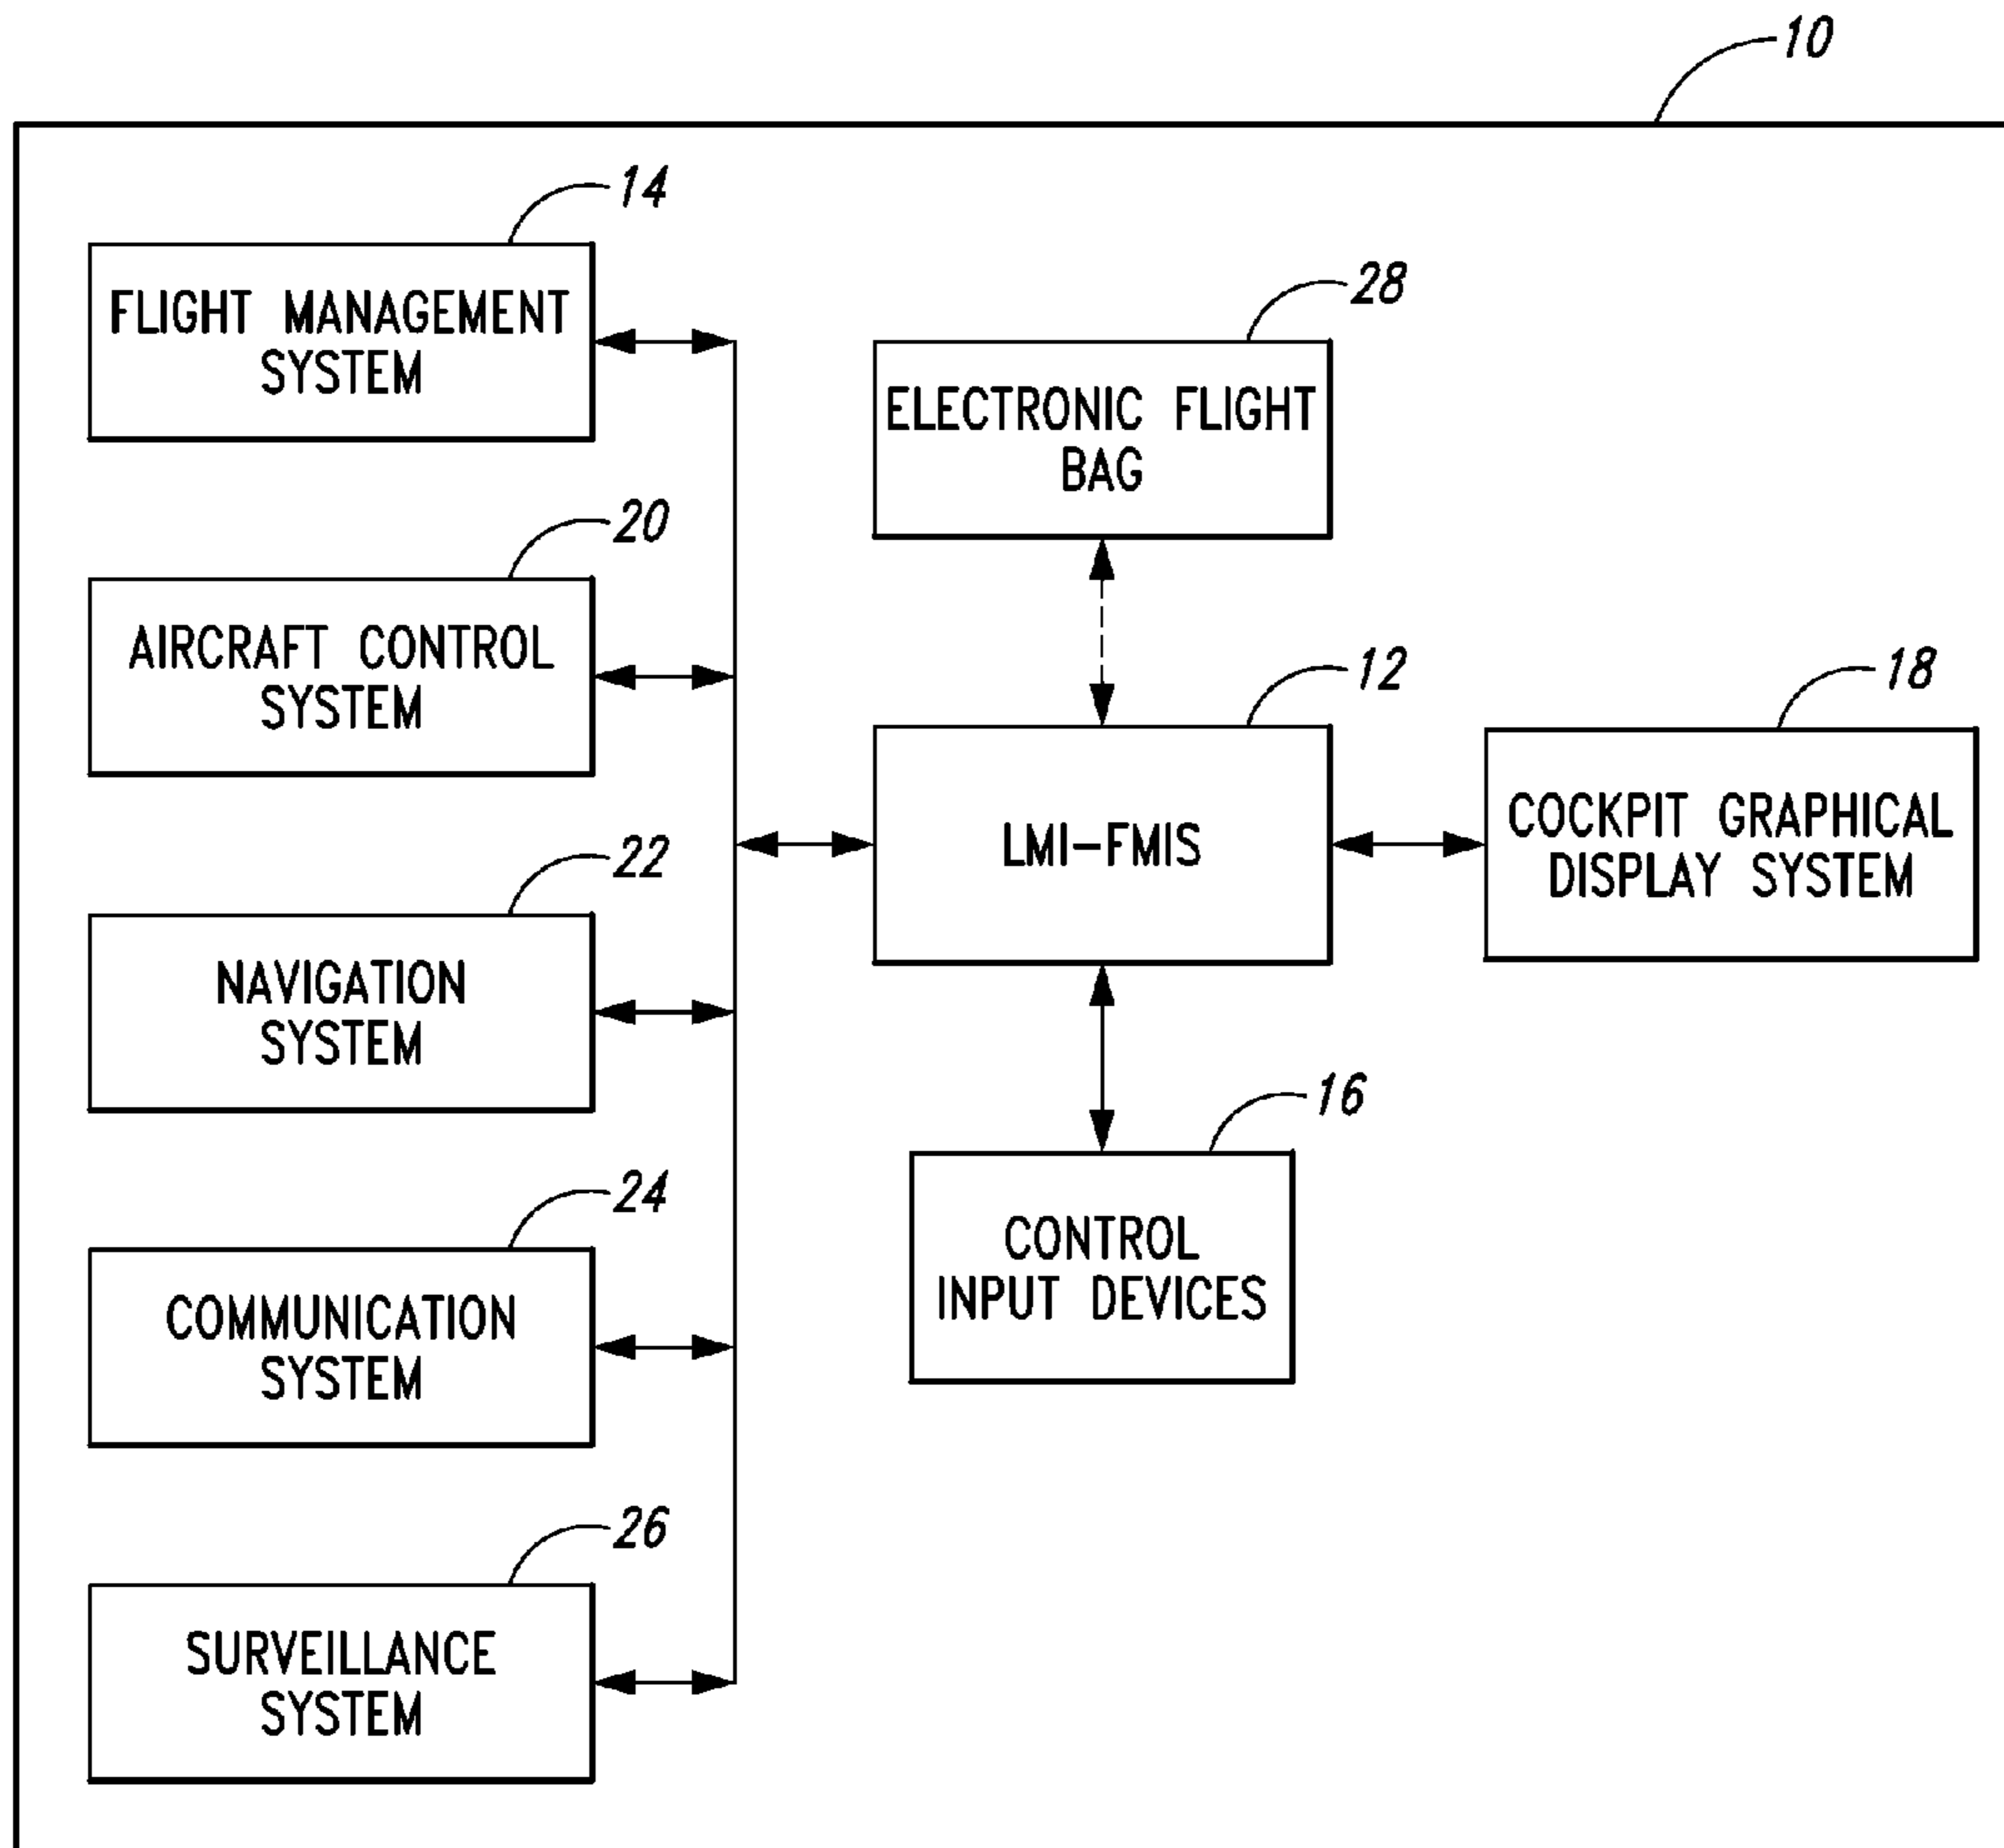 10
14
FLIGHT MANAGEMENT
SYSTEM
28
ELECTRONIC FLIGHT
BAG
20
AIRCRAFT CONTROL
SYSTEM
12
LMI-FMIS
18
COCKPIT GRAPHICAL
DISPLAY SYSTEM
22
NAVIGATION
SYSTEM
16
CONTROL
INPUT DEVICES
24
COMMUNICATION
SYSTEM
26
SURVEILLANCE
SYSTEM